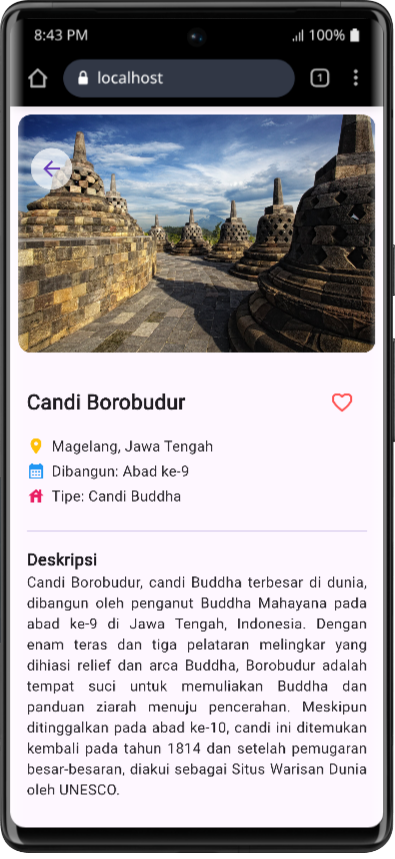 8:43 PM
100%
localhost
1
Candi Borobudur
Magelang, Jawa Tengah
Dibangun: Abad ke-9
Tipe: Candi Buddha
Deskripsi
Candi Borobudur, candi Buddha terbesar di dunia,
dibangun oleh penganut Buddha Mahayana pada
abad ke-9 di Jawa Tengah, Indonesia. Dengan
enam teras dan tiga pelataran melingkar yang
dihiasi relief dan arca Buddha, Borobudur adalah
tempat suci untuk memuliakan Buddha dan
panduan ziarah menuju pencerahan. Meskipun
ditinggalkan pada abad ke-10, candi ini ditemukan
kembali pada tahun 1814 dan setelah pemugaran
besar-besaran, diakui sebagai Situs Warisan Dunia
oleh UNESCO.